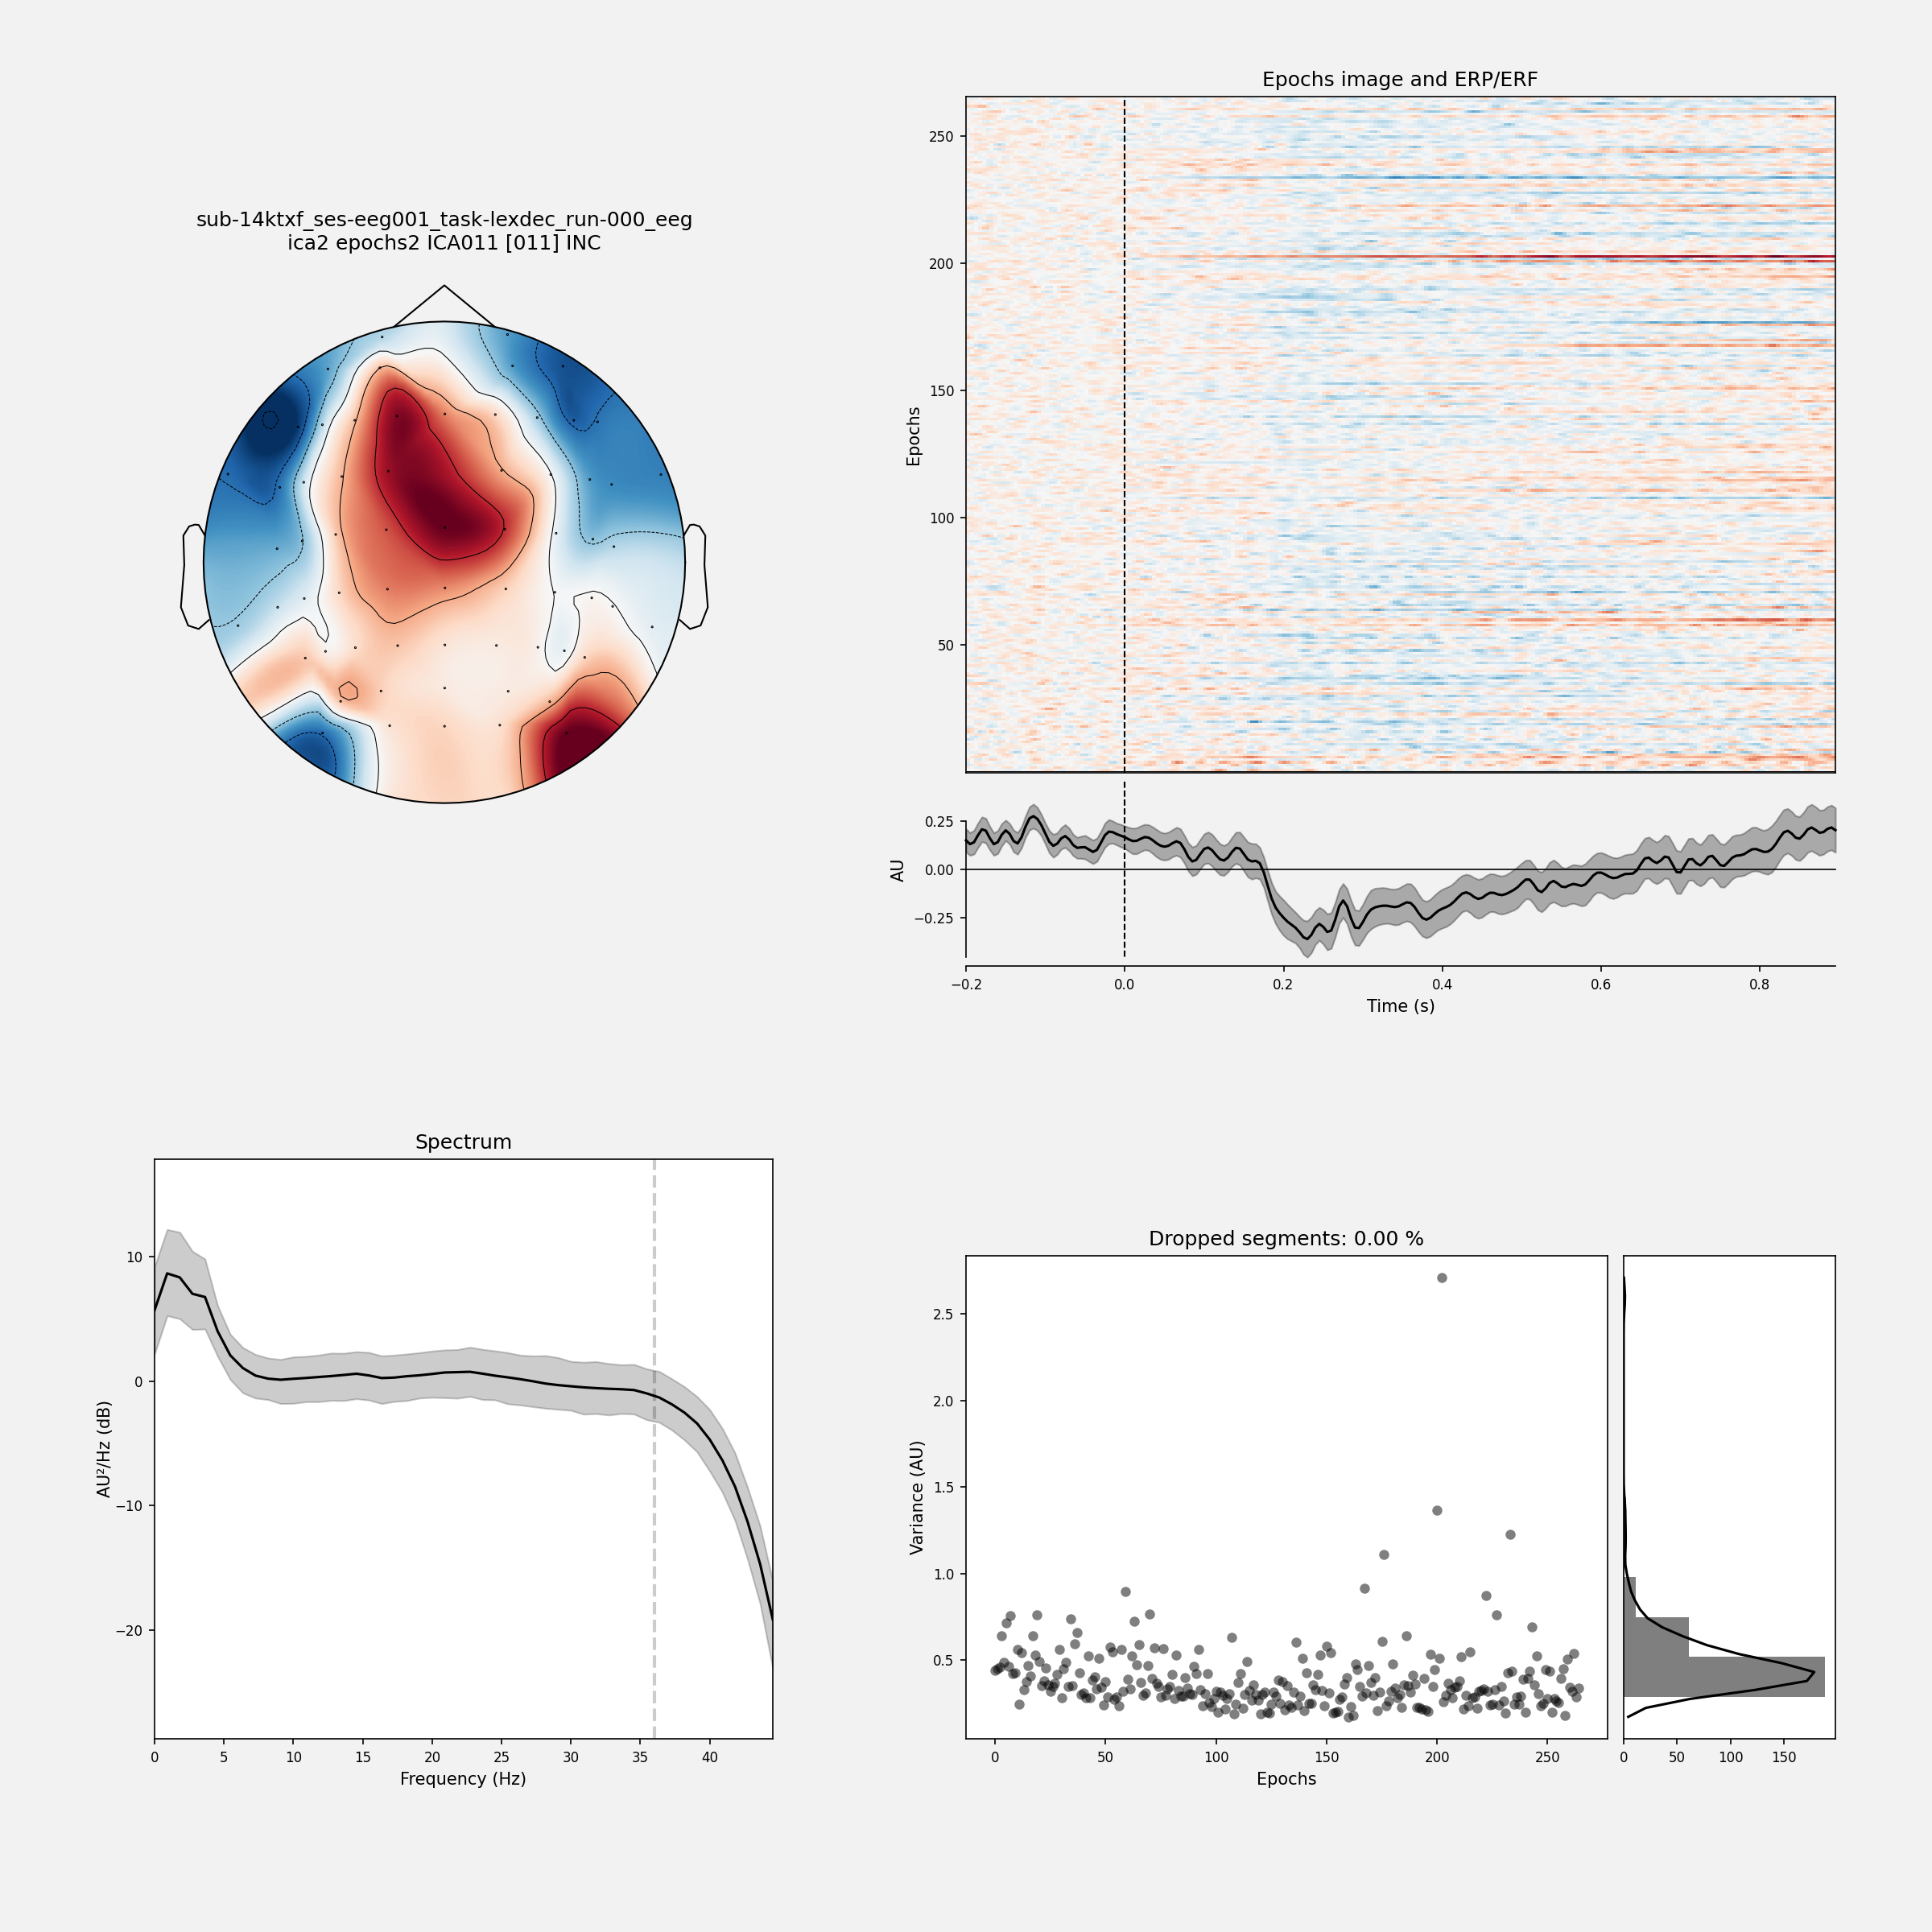 sub-14ktxf_ses-eeg001_task-lexdec_run-000_eeg
ica2 epochs2 ICA011 [011] INC
Epochs image and ERP/ERF
Epochs
250
200
150
100
50
AU
0.25
0.00
−0.25
−0.2 0.0 0.2 0.4 0.6 0.8
Time (s)
Spectrum
AU²/Hz (dB)
10
0
−10
−20
0 5 10 15 20 25 30 35 40
Frequency (Hz)
Dropped segments: 0.00 %
Variance (AU)
2.5
2.0
1.5
1.0
0.5
0 50 100 150 200 250
Epochs
0 50 100 150